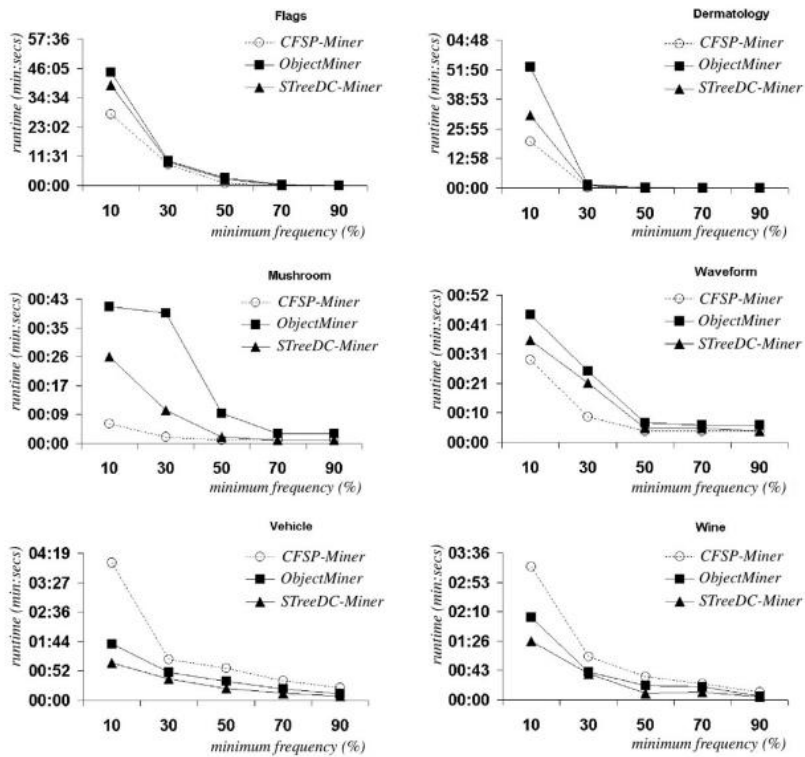 Flags
57:36
46:05
34:34
23:02
11:31
00:00
runtime (min:secs)
CFSP-Miner
ObjectMiner
STreeDC-Miner
10 30 50 70 90
minimum frequency (%)
Dermatology
04:48
51:50
38:53
25:55
12:58
00:00
runtime (min:secs)
CFSP-Miner
ObjectMiner
STreeDC-Miner
10 30 50 70 90
minimum frequency (%)
Mushroom
00:43
00:35
00:26
00:17
00:09
00:00
runtime (min:secs)
CFSP-Miner
ObjectMiner
STreeDC-Miner
10 30 50 70 90
minimum frequency (%)
Waveform
00:52
00:41
00:31
00:21
00:10
00:00
runtime (min:secs)
CFSP-Miner
ObjectMiner
STreeDC-Miner
10 30 50 70 90
minimum frequency (%)
Vehicle
04:19
03:27
02:36
01:44
00:52
00:00
runtime (min:secs)
CFSP-Miner
ObjectMiner
STreeDC-Miner
10 30 50 70 90
minimum frequency (%)
Wine
03:36
02:53
02:10
01:26
00:43
00:00
runtime (min:secs)
CFSP-Miner
ObjectMiner
STreeDC-Miner
10 30 50 70 90
minimum frequency (%)